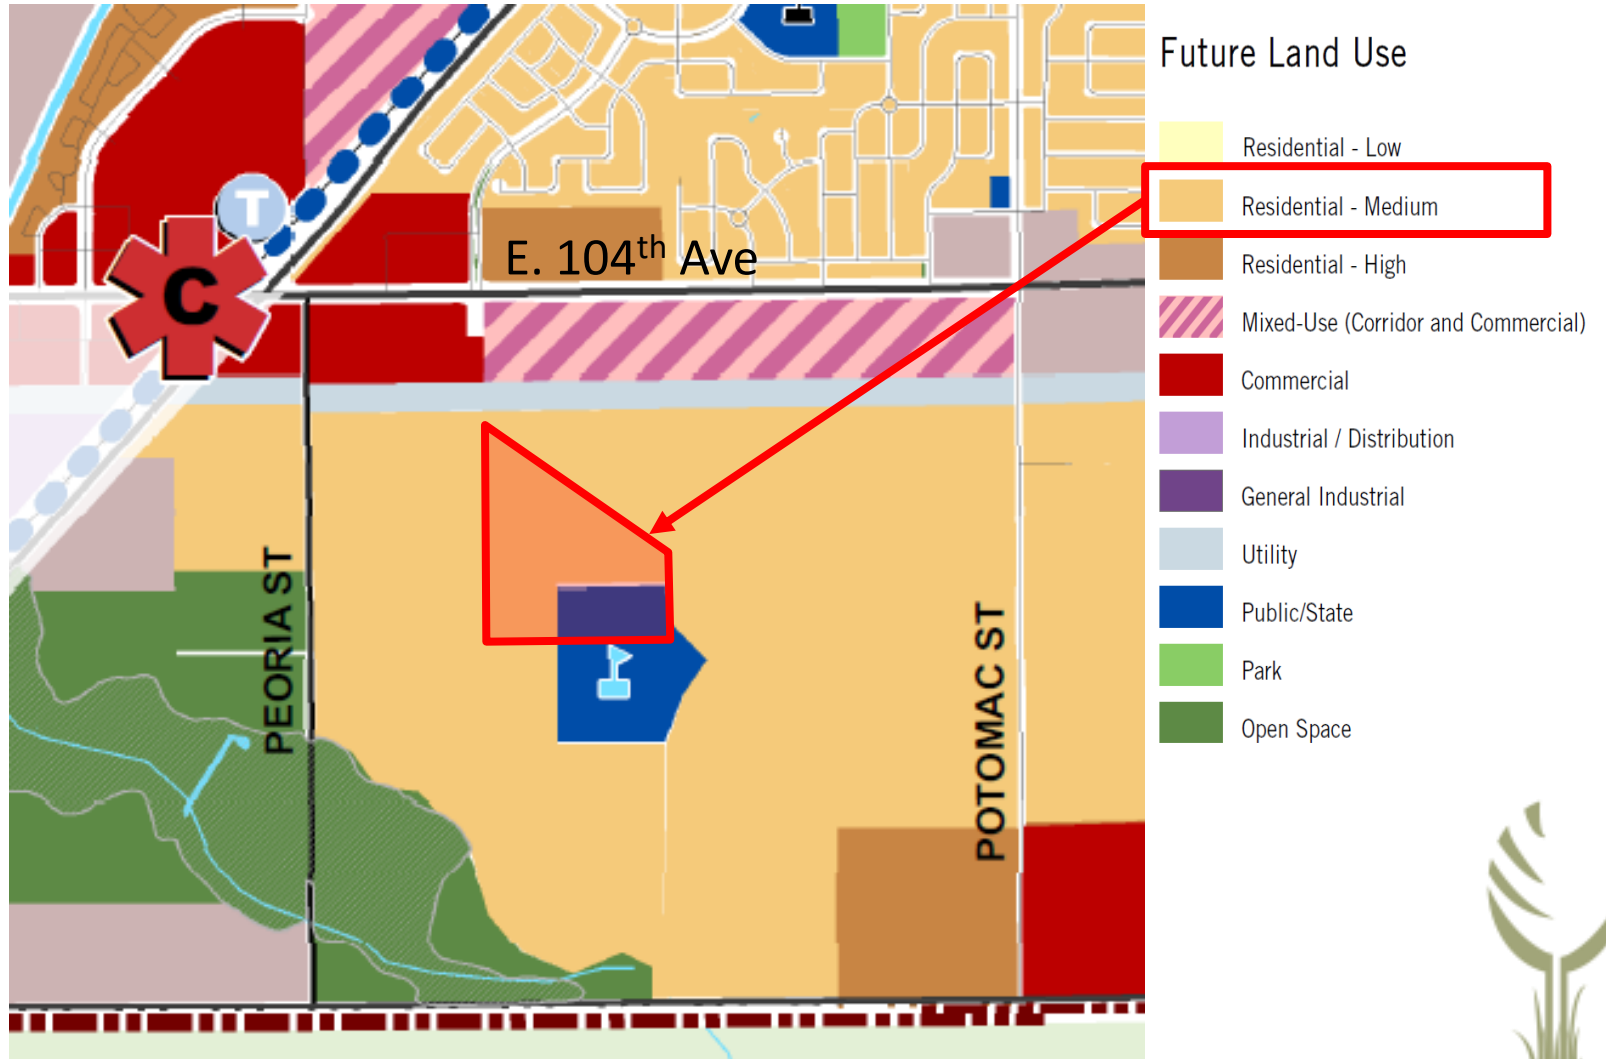 Future Land Use
Residential - Low
Residential - Medium
Residential - High
Mixed-Use (Corridor and Commercial)
Commercial
Industrial / Distribution
General Industrial
Utility
Public/State
Park
Open Space
T
C
E. 104th Ave
PEORIA ST
POTOMAC ST